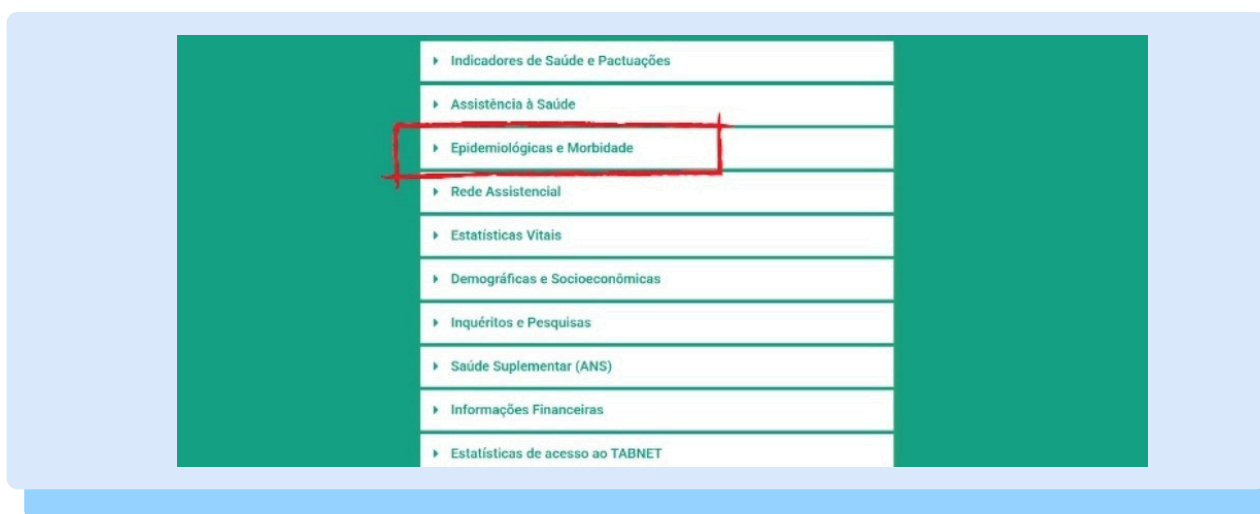 Indicadores de Saúde e Pactuações
Assistência à Saúde
Epidemiológicas e Morbidade
Rede Assistencial
Estatísticas Vitais
Demográficas e Socioeconômicas
Inquéritos e Pesquisas
Saúde Suplementar (ANS)
Informações Financeiras
Estatísticas de acesso ao TABNET